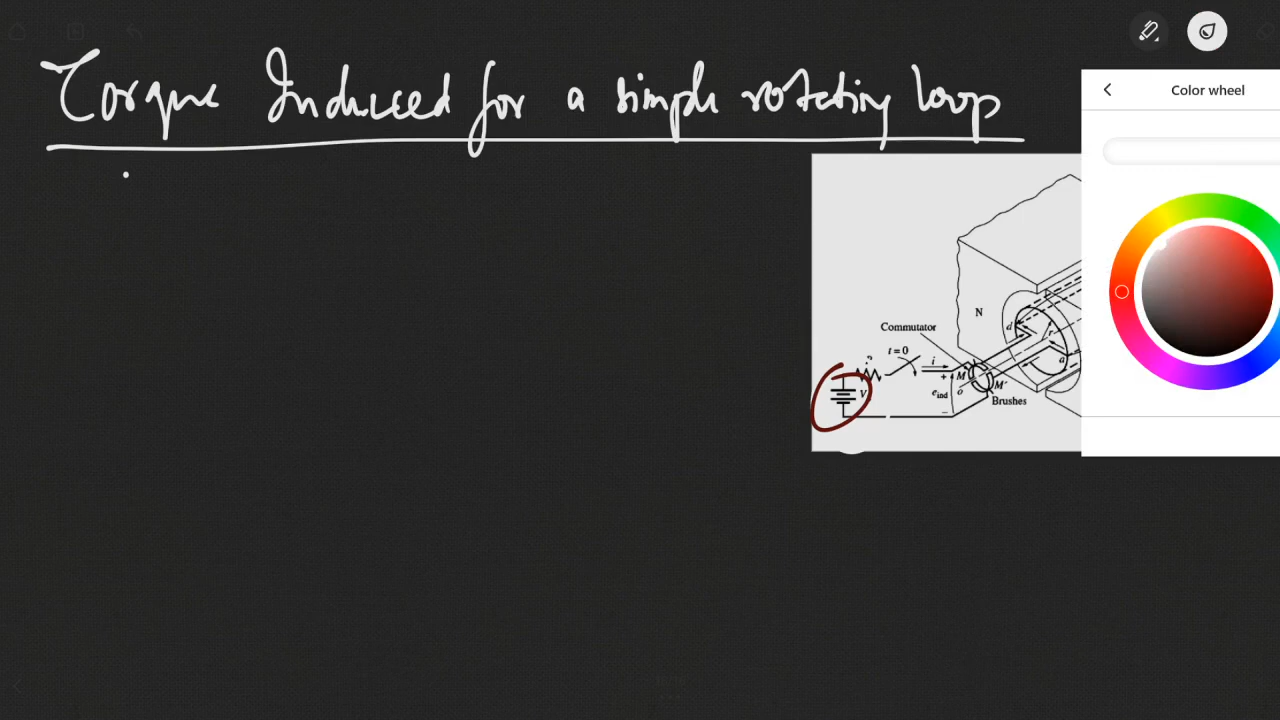 Torque Induced for a simple rotating loop
Color wheel
N
Commutator
d
r
t = 0
i
a
+ M
M'
V
e_ind
o
Brushes
−